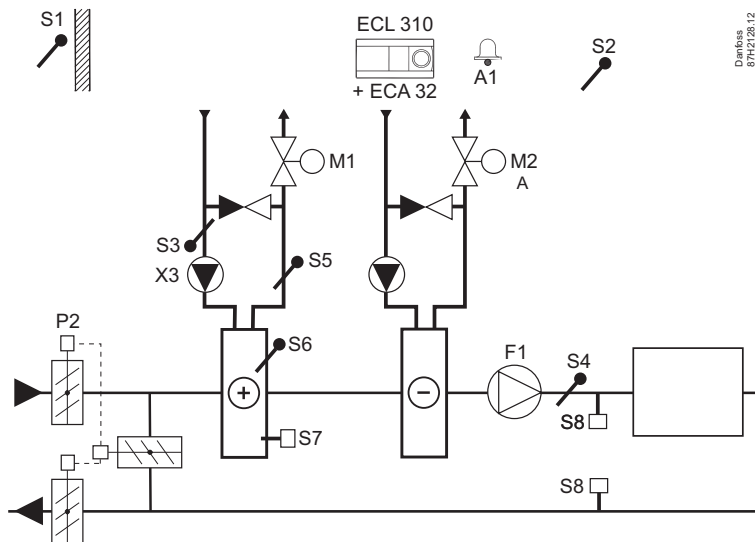 S1
ECL 310
+ ECA 32
A1
S2
Danfoss
87H2128.12
M1
M2
A
S3
X3
S5
P2
S6
F1
S4
+
−
S7
S8
S8